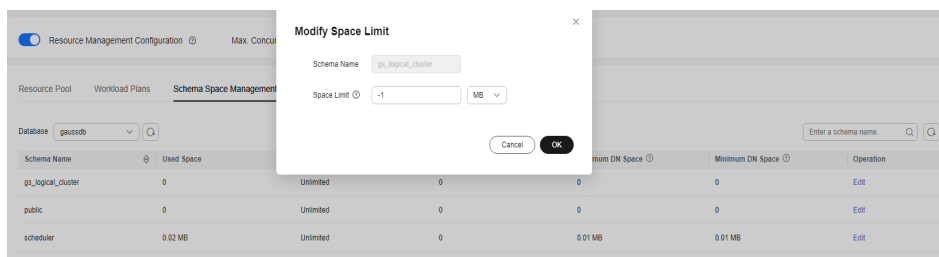 Modify Space Limit
Resource Management Configuration Max. Concur
Schema Name gs_logical_cluster
Resource Pool Workload Plans Schema Space Management
Space Limit -1 MB
Database gaussdb Enter a schema name.
Cancel OK
Schema Name Used Space mum DN Space Minimum DN Space Operation
gs_logical_cluster 0 Unlimited 0 0 0 Edit
public 0 Unlimited 0 0 0 Edit
scheduler 0.02 MB Unlimited 0 0.01 MB 0.01 MB Edit